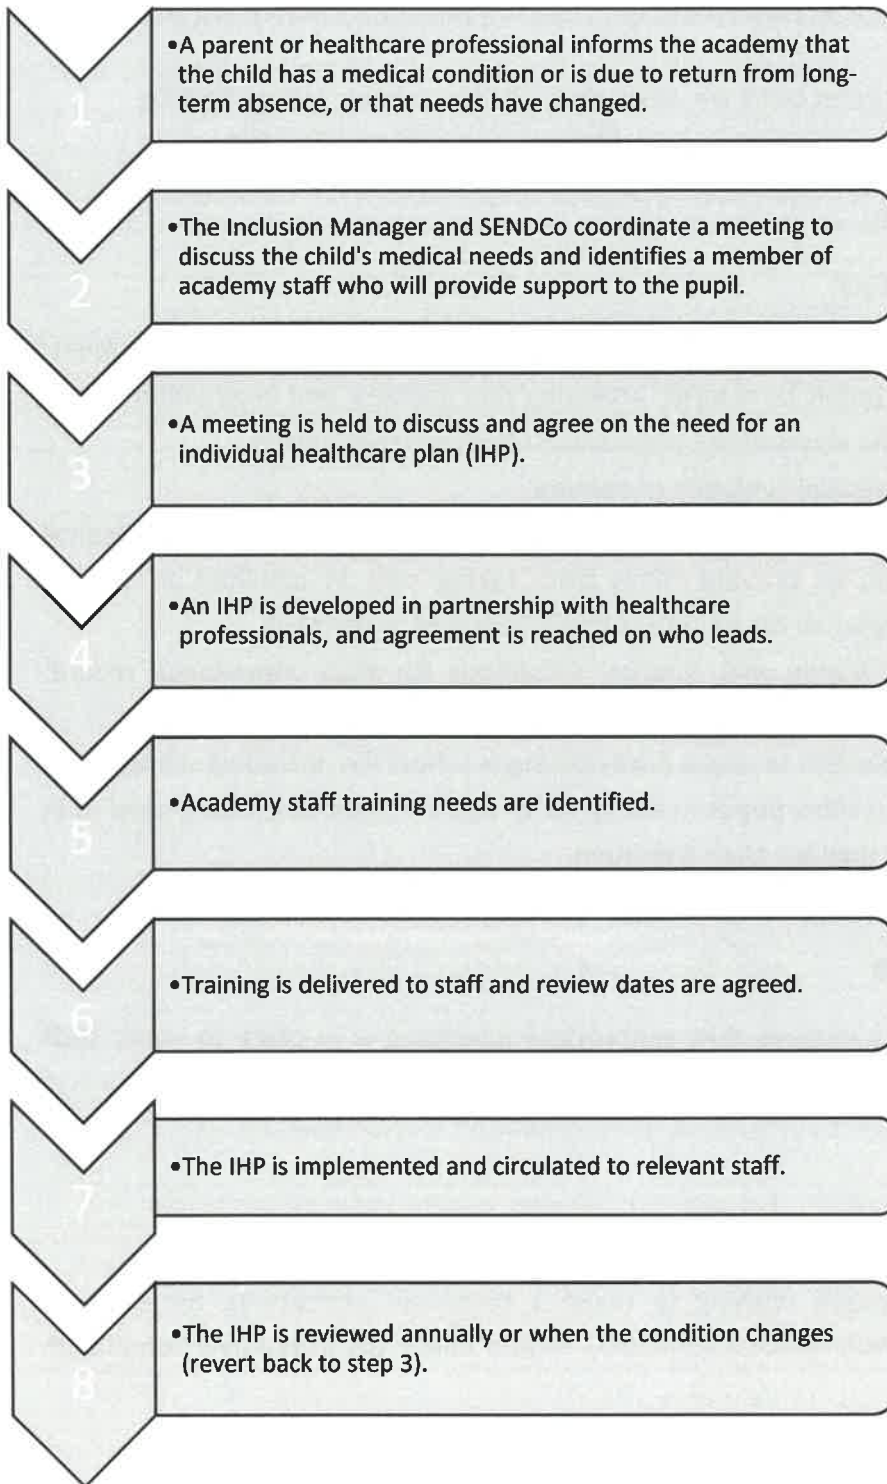 1
•A parent or healthcare professional informs the academy that
the child has a medical condition or is due to return from long-
term absence, or that needs have changed.
2
•The Inclusion Manager and SENDCo coordinate a meeting to
discuss the child's medical needs and identifies a member of
academy staff who will provide support to the pupil.
3
•A meeting is held to discuss and agree on the need for an
individual healthcare plan (IHP).
4
•An IHP is developed in partnership with healthcare
professionals, and agreement is reached on who leads.
5
•Academy staff training needs are identified.
6
•Training is delivered to staff and review dates are agreed.
7
•The IHP is implemented and circulated to relevant staff.
8
•The IHP is reviewed annually or when the condition changes
(revert back to step 3).